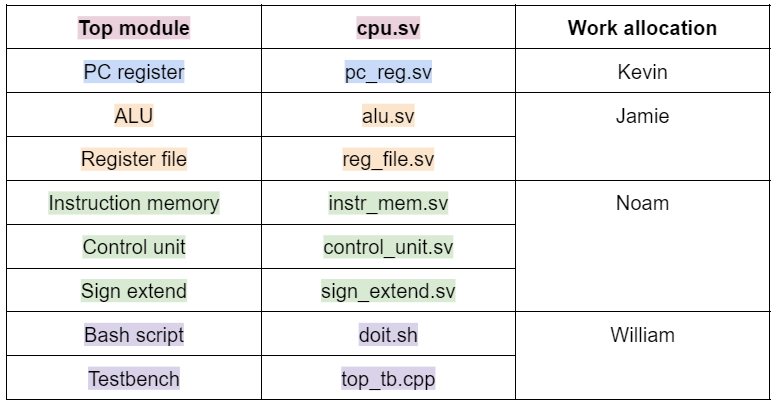 Top module cpu.sv Work allocation
PC register pc_reg.sv Kevin
ALU alu.sv Jamie
Register file reg_file.sv
Instruction memory instr_mem.sv Noam
Control unit control_unit.sv
Sign extend sign_extend.sv
Bash script doit.sh William
Testbench top_tb.cpp